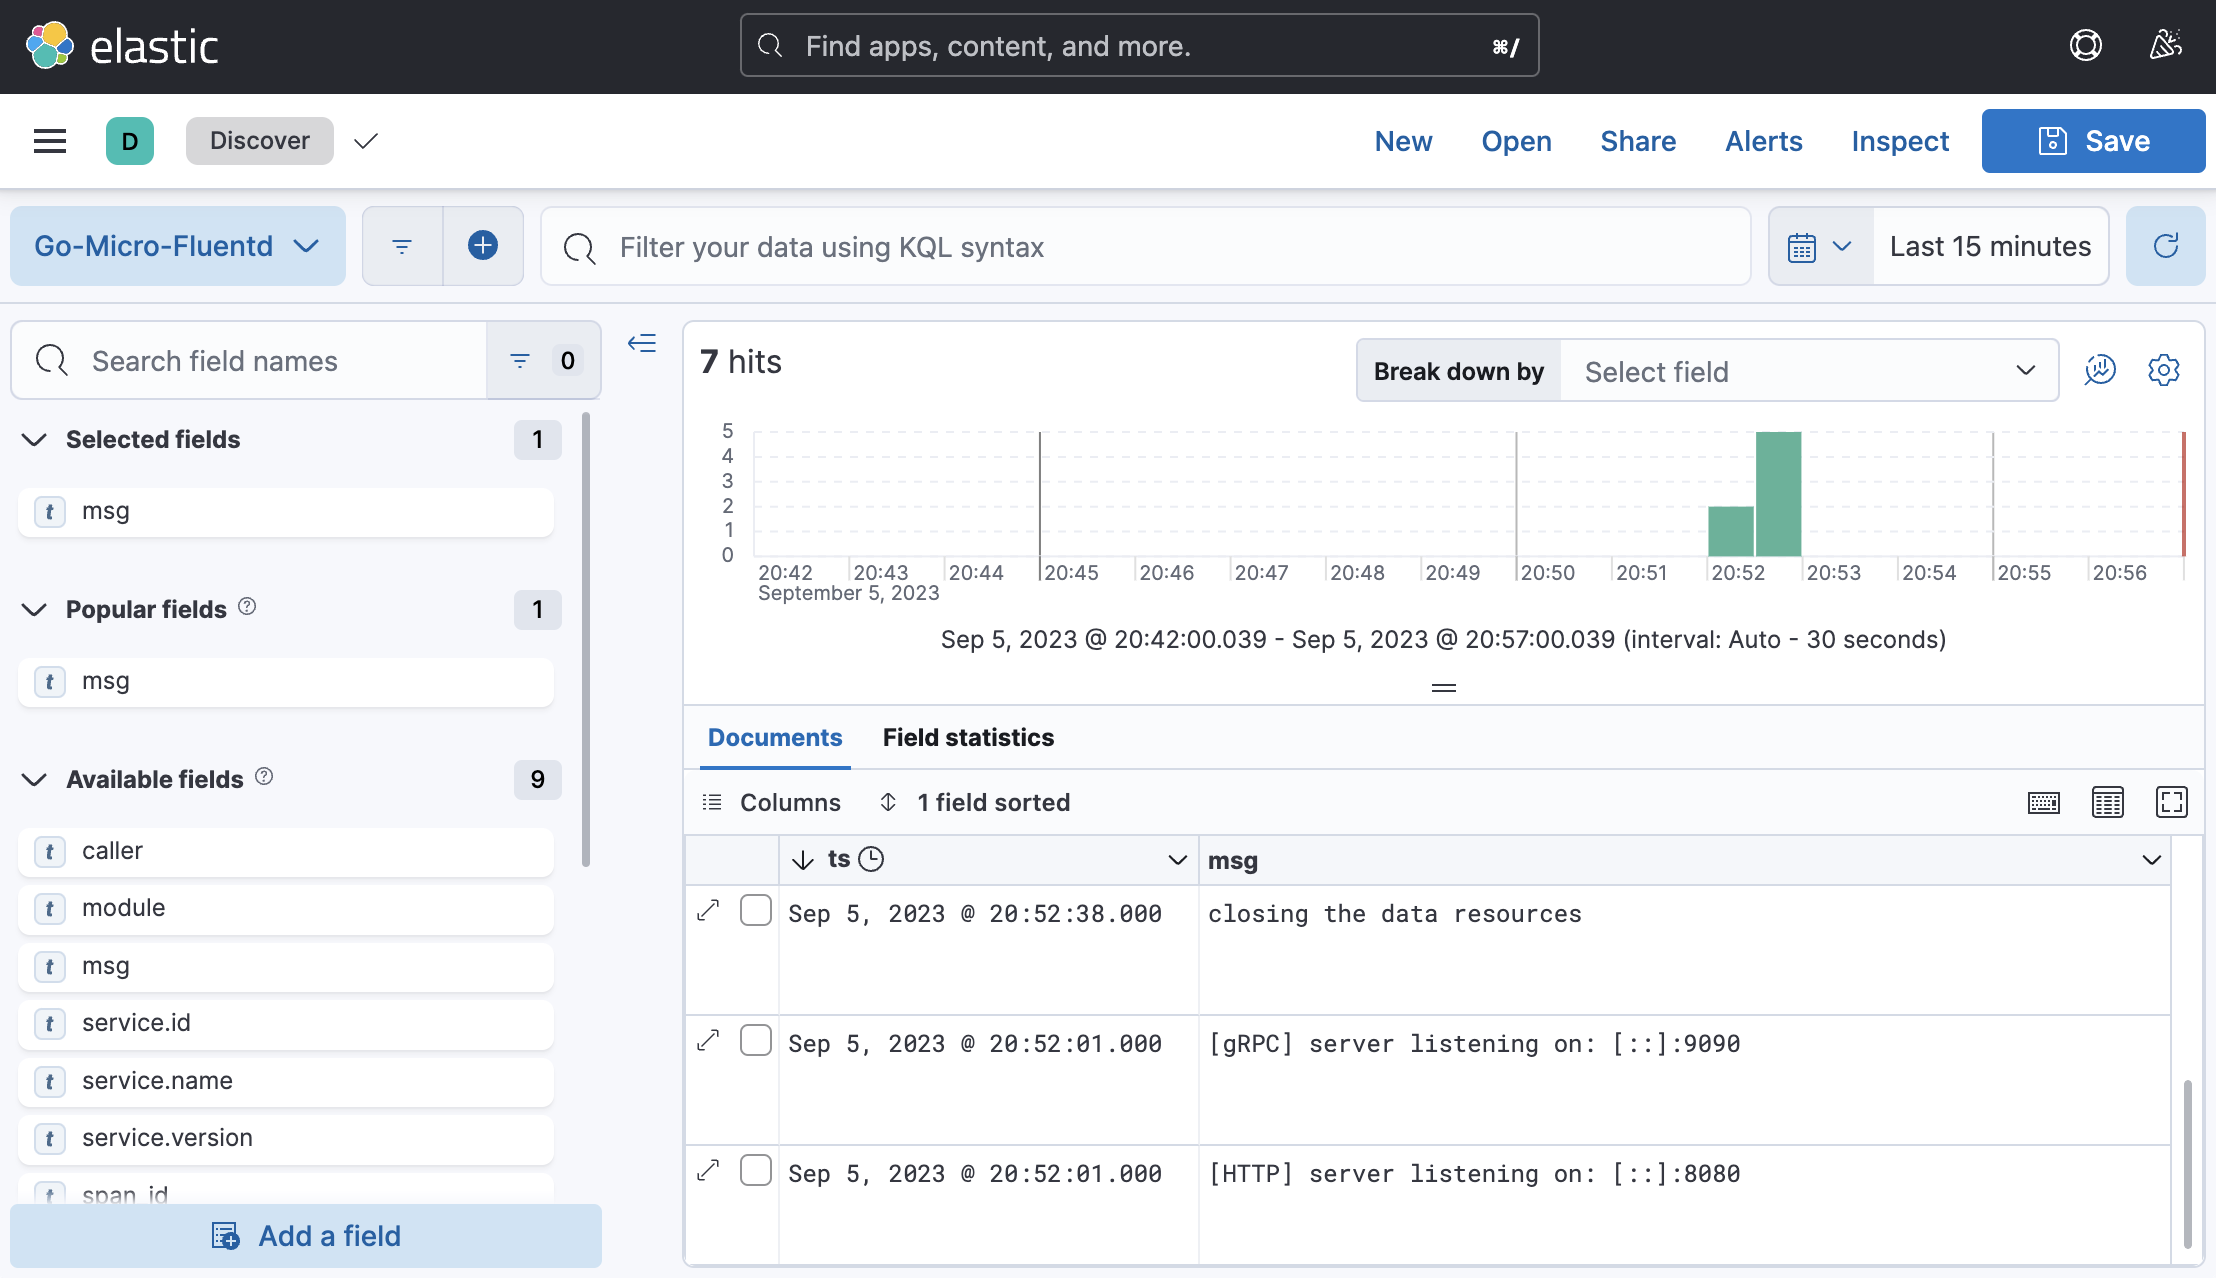 elastic
Find apps, content, and more.
⌘/
D
Discover
New
Open
Share
Alerts
Inspect
Save
Go-Micro-Fluentd
Filter your data using KQL syntax
Last 15 minutes
Search field names
0
Selected fields
1
t msg
Popular fields
1
t msg
Available fields
9
t caller
t module
t msg
t service.id
t service.name
t service.version
t span_id
Add a field
7 hits
Break down by
Select field
5
4
3
2
1
0
20:42 20:43 20:44 20:45 20:46 20:47 20:48 20:49 20:50 20:51 20:52 20:53 20:54 20:55 20:56
September 5, 2023
Sep 5, 2023 @ 20:42:00.039 - Sep 5, 2023 @ 20:57:00.039 (interval: Auto - 30 seconds)
Documents
Field statistics
Columns
1 field sorted
ts
msg
Sep 5, 2023 @ 20:52:38.000 closing the data resources
Sep 5, 2023 @ 20:52:01.000 [gRPC] server listening on: [::]:9090
Sep 5, 2023 @ 20:52:01.000 [HTTP] server listening on: [::]:8080